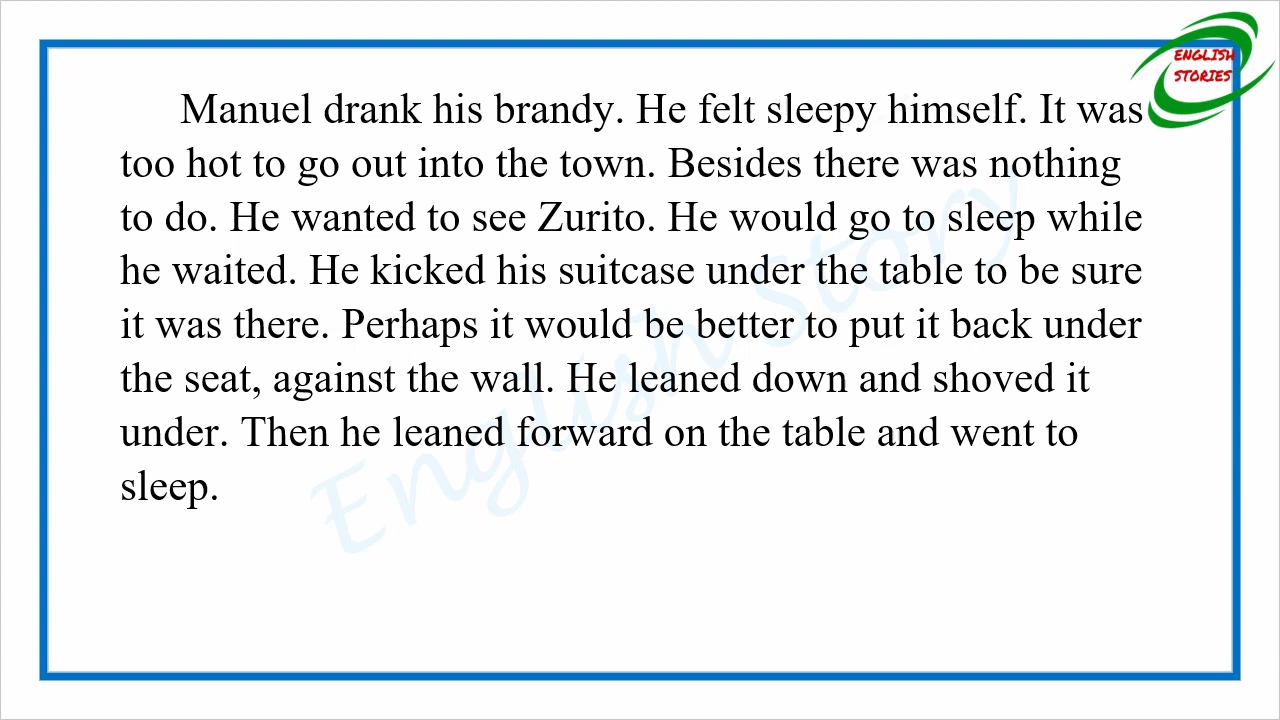 ENGLISH
STORIES
Manuel drank his brandy. He felt sleepy himself. It was
too hot to go out into the town. Besides there was nothing
to do. He wanted to see Zurito. He would go to sleep while
he waited. He kicked his suitcase under the table to be sure
it was there. Perhaps it would be better to put it back under
the seat, against the wall. He leaned down and shoved it
under. Then he leaned forward on the table and went to
sleep.
English Story